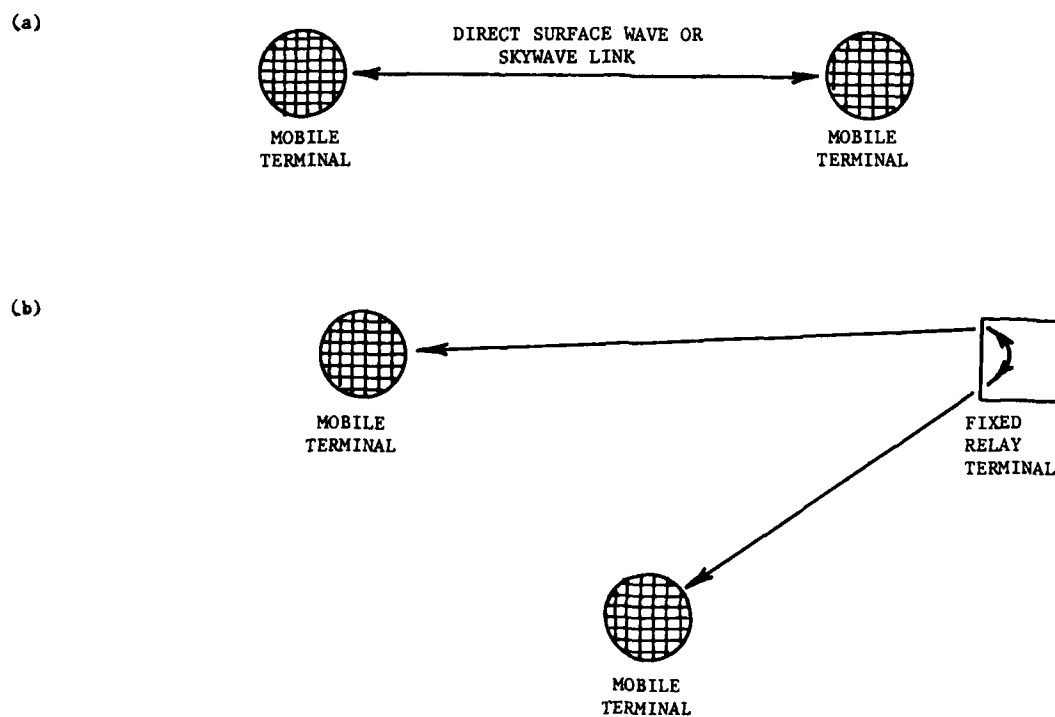 (a)
DIRECT SURFACE WAVE OR
SKYWAVE LINK
MOBILE
TERMINAL
MOBILE
TERMINAL
(b)
MOBILE
TERMINAL
FIXED
RELAY
TERMINAL
MOBILE
TERMINAL